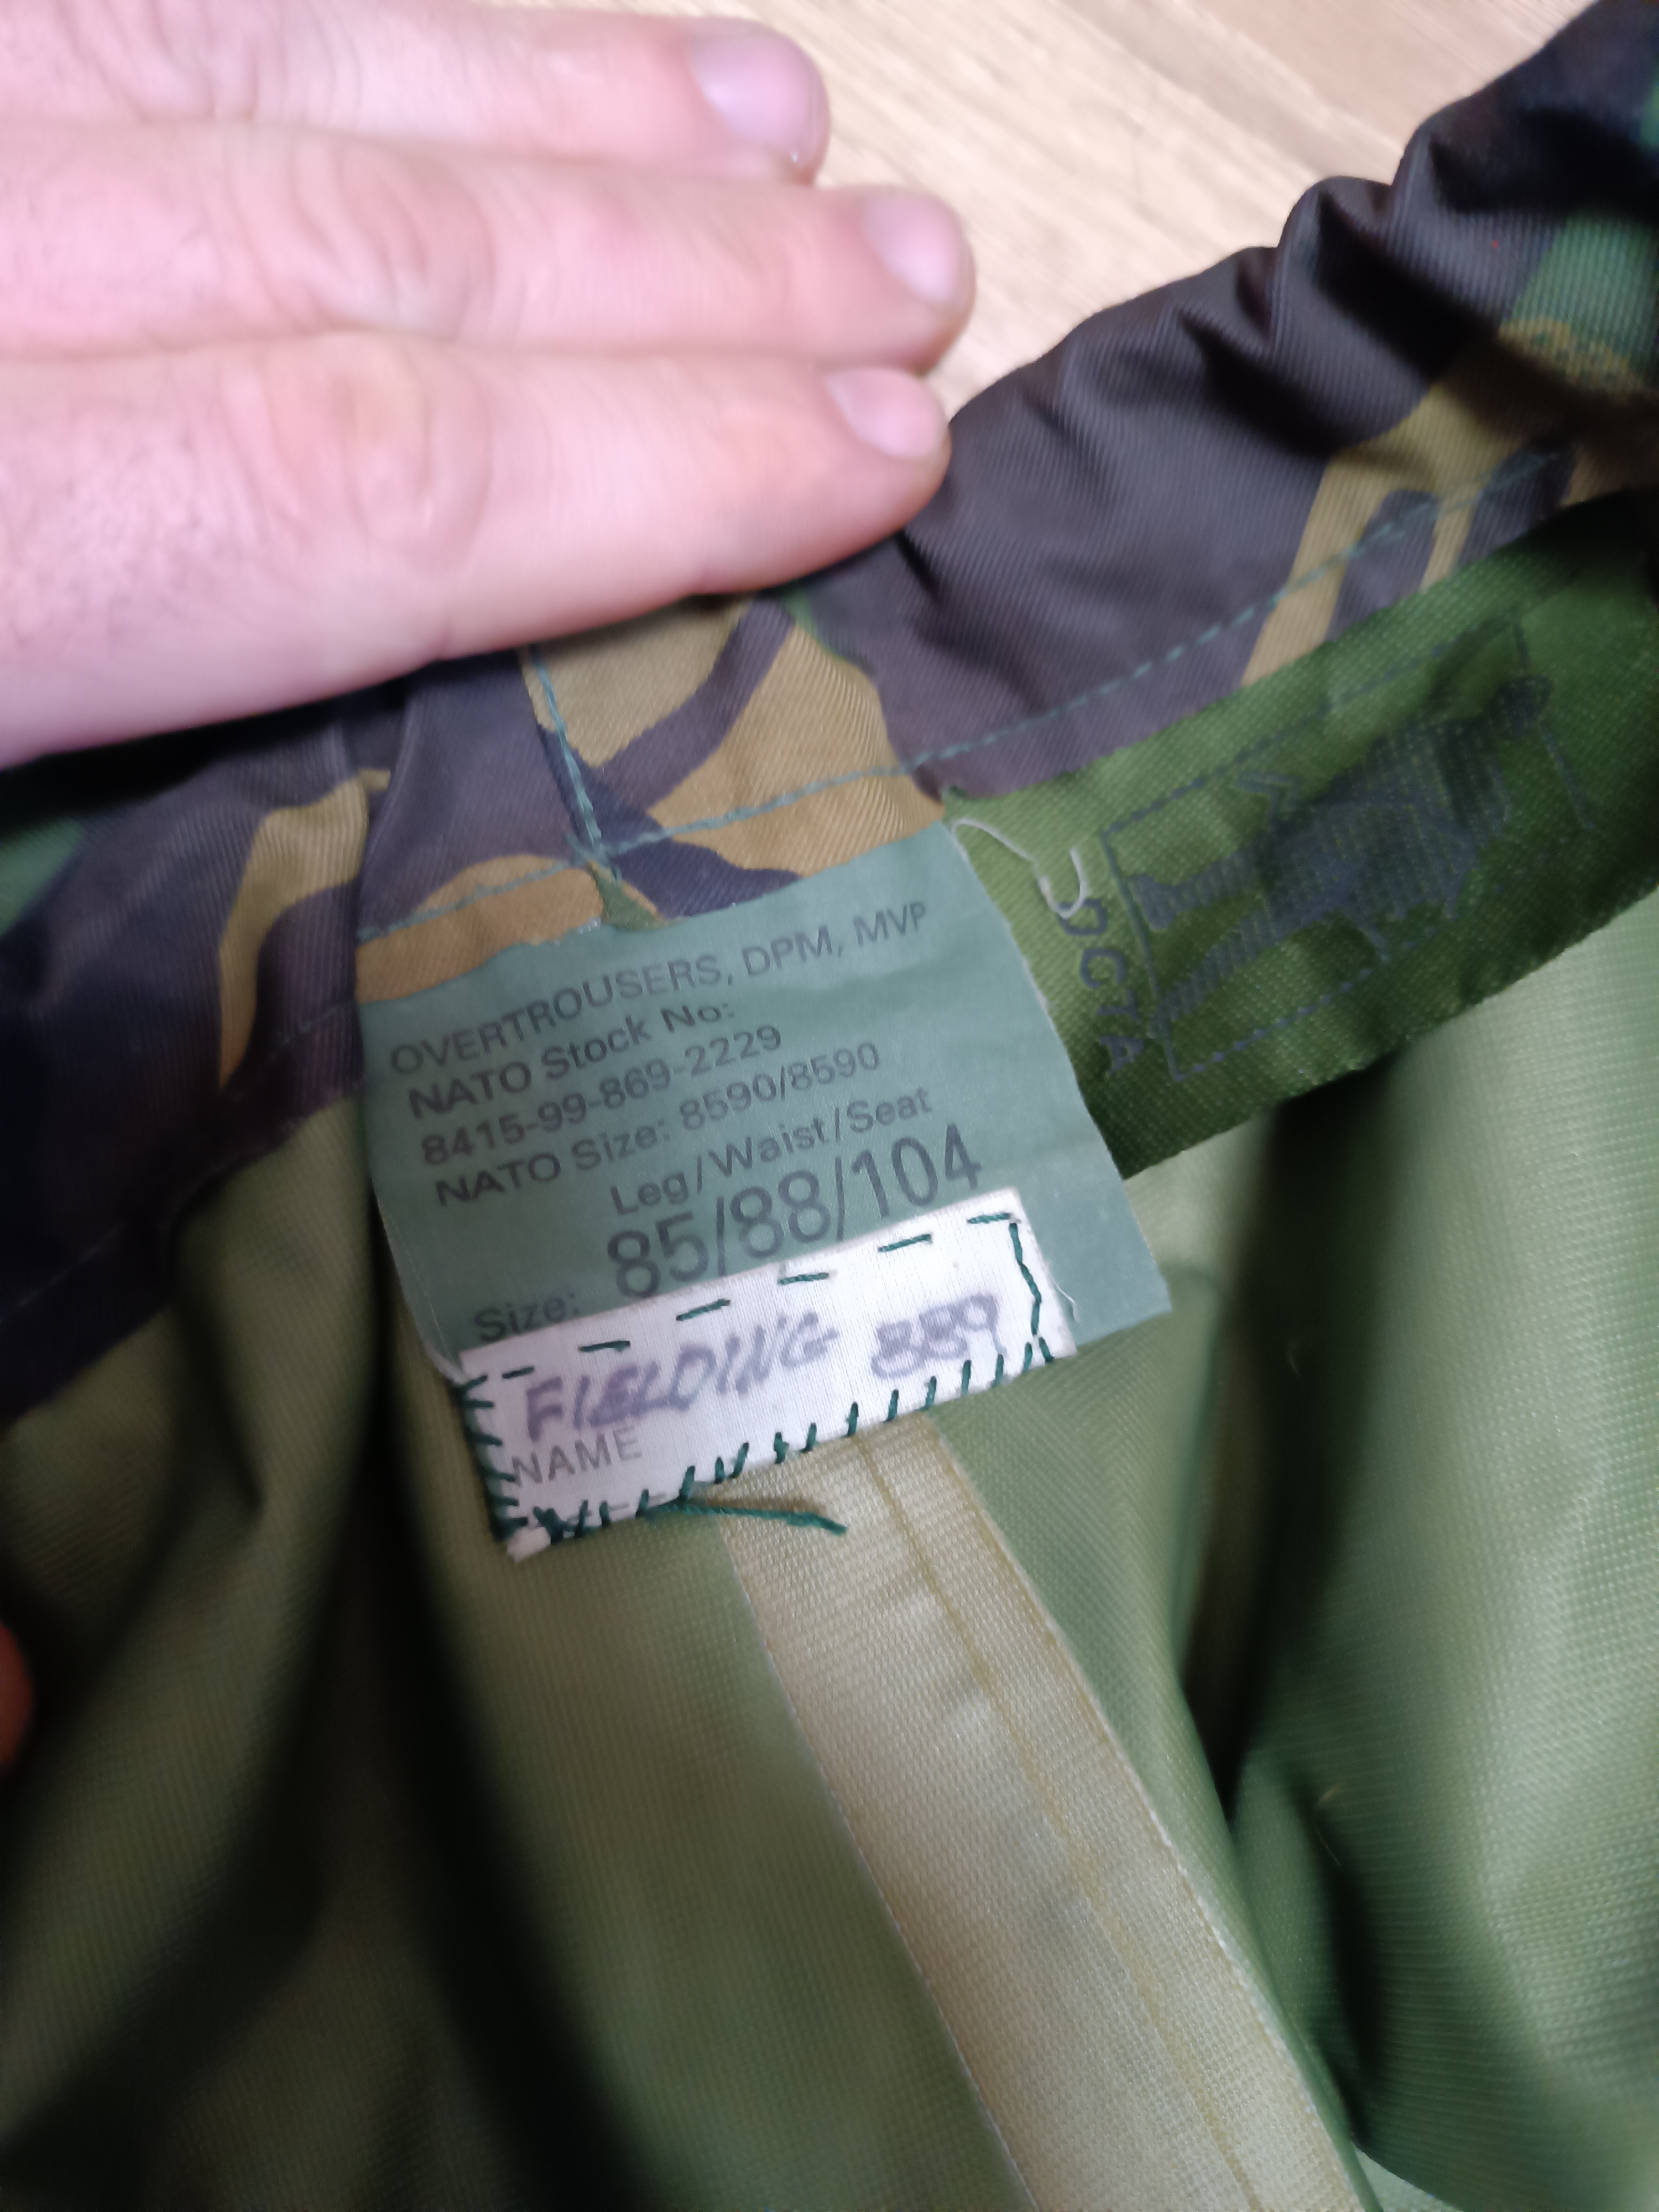 OVERTROUSERS, DPM, MVP
NATO Stock No:
8415-99-869-2229
NATO Size: 8590/8590
Leg/Waist/Seat
Size: 85/88/104
FIELDING 889
NAME